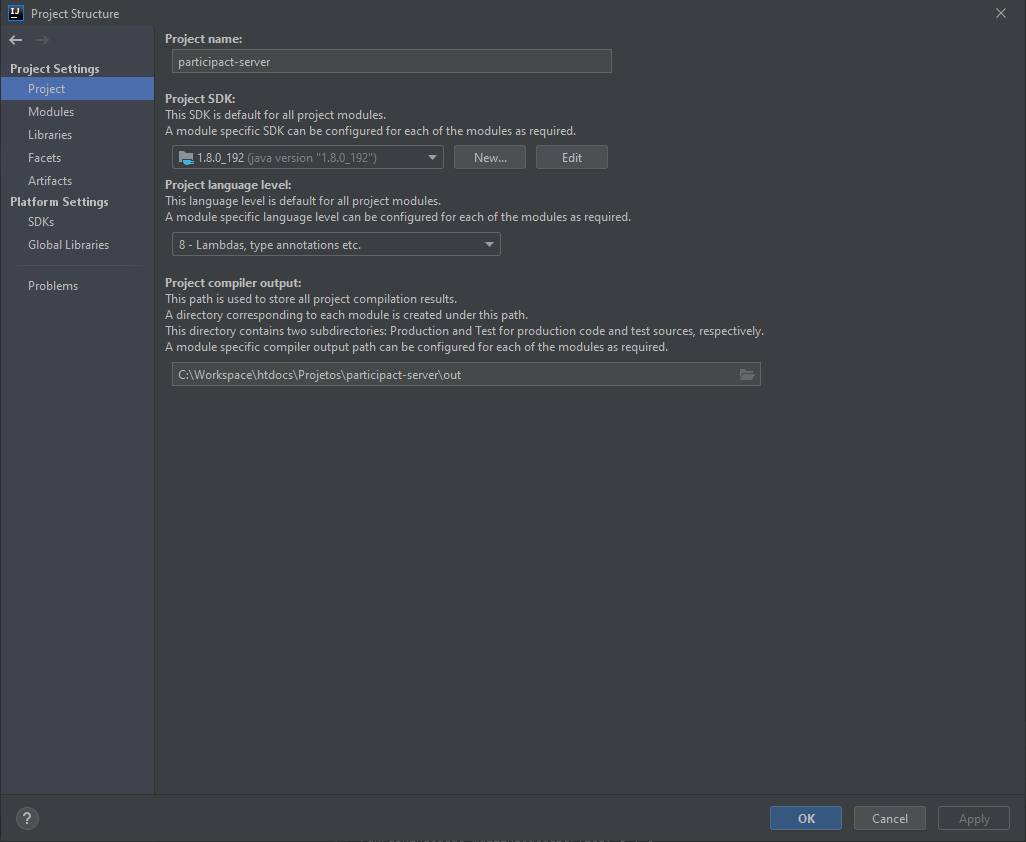 IJ
Project Structure
Project Settings
Project
Modules
Libraries
Facets
Artifacts
Platform Settings
SDKs
Global Libraries
Problems
Project name:
participact-server
Project SDK:
This SDK is default for all project modules.
A module specific SDK can be configured for each of the modules as required.
1.8.0_192 (java version "1.8.0_192")
New...
Edit
Project language level:
This language level is default for all project modules.
A module specific language level can be configured for each of the modules as required.
8 - Lambdas, type annotations etc.
Project compiler output:
This path is used to store all project compilation results.
A directory corresponding to each module is created under this path.
This directory contains two subdirectories: Production and Test for production code and test sources, respectively.
A module specific compiler output path can be configured for each of the modules as required.
C:\Workspace\htdocs\Projetos\participact-server\out
?
OK
Cancel
Apply